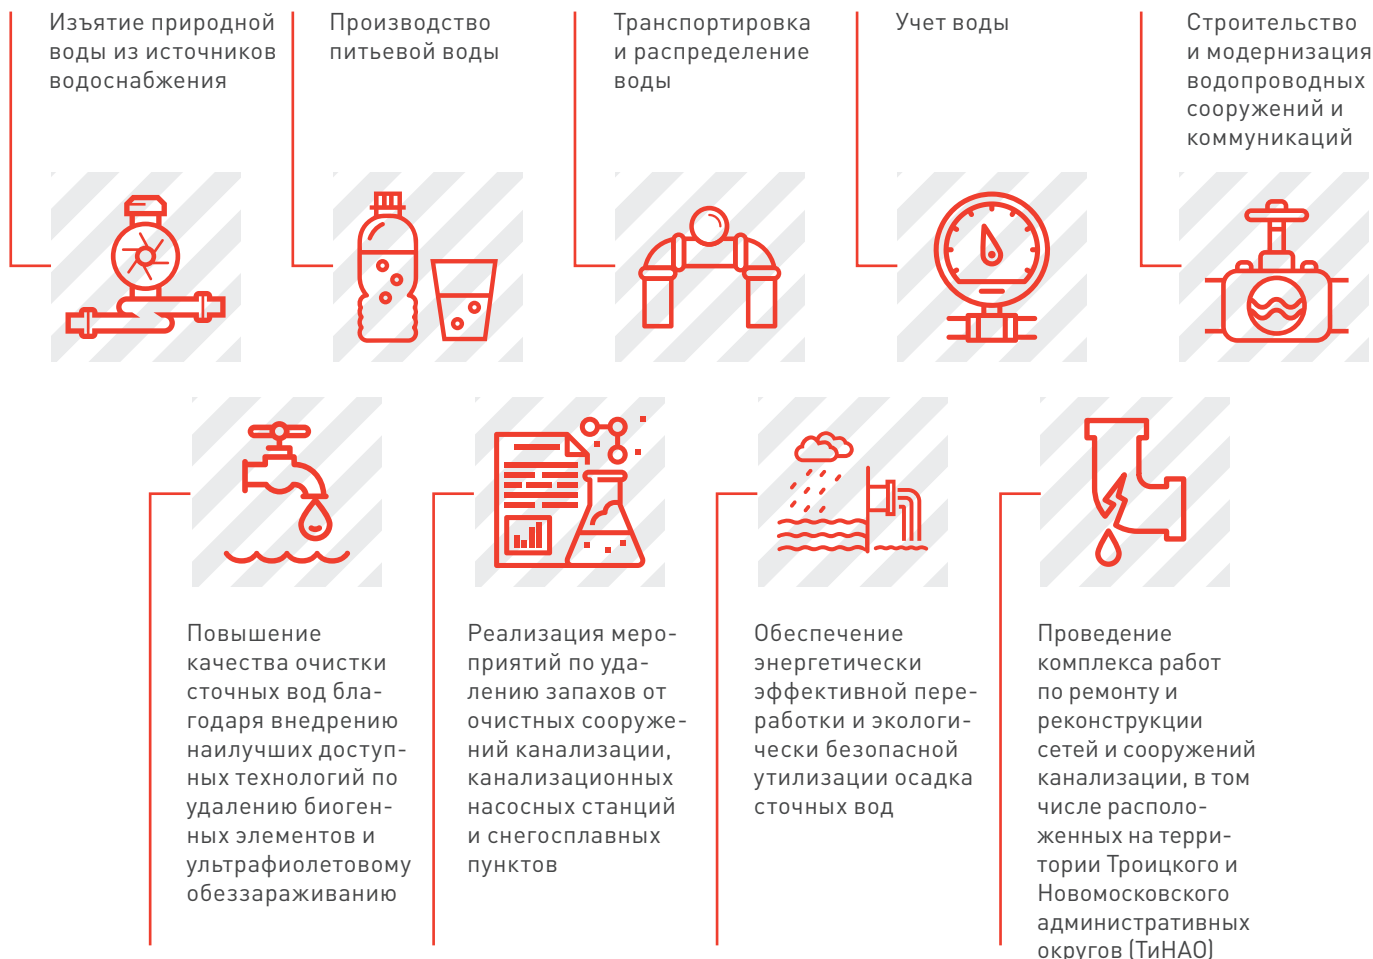 Изъятие природной
воды из источников
водоснабжения
Производство
питьевой воды
Транспортировка
и распределение
воды
Учет воды
Строительство
и модернизация
водопроводных
сооружений и
коммуникаций
Повышение
качества очистки
сточных вод бла-
годаря внедрению
наилучших доступ-
ных технологий по
удалению биоген-
ных элементов и
ультрафиолетовому
обеззараживанию
Реализация меро-
приятий по уда-
лению запахов от
очистных сооруже-
ний канализации,
канализационных
насосных станций
и снегосплавных
пунктов
Обеспечение
энергетически
эффективной пере-
работки и экологи-
чески безопасной
утилизации осадка
сточных вод
Проведение
комплекса работ
по ремонту и
реконструкции
сетей и сооружений
канализации, в том
числе располо-
женных на терри-
тории Троицкого и
Новомосковского
административных
округов (ТиНАО)